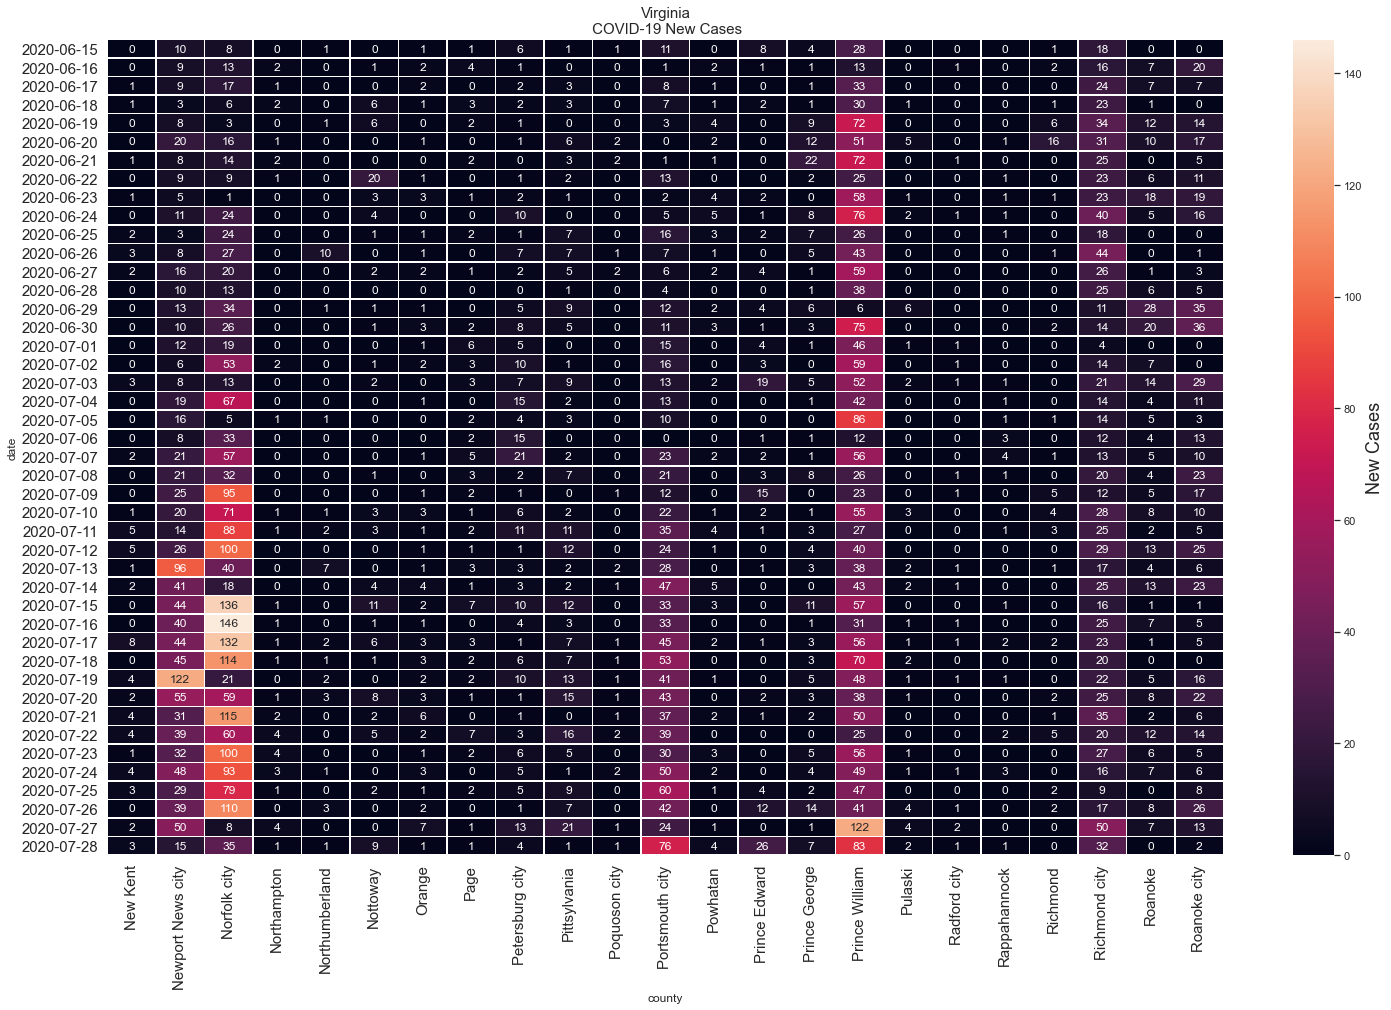 Virginia
COVID-19 New Cases
2020-06-15 0 10 8 0 1 0 1 1 6 1 1 11 0 8 4 28 0 0 0 1 18 0 0
2020-06-16 0 9 13 2 0 1 2 4 1 0 0 1 2 1 1 13 0 1 0 2 16 7 20
2020-06-17 1 9 17 1 0 0 2 0 2 3 0 8 1 0 1 33 0 0 0 0 24 7 7
2020-06-18 1 3 6 2 0 6 1 3 2 3 0 7 1 2 1 30 1 0 0 1 23 1 0
2020-06-19 0 8 3 0 1 6 0 2 1 0 0 3 4 0 9 72 0 0 0 6 34 12 14
2020-06-20 0 20 16 1 0 0 1 0 1 6 2 0 2 0 12 51 5 0 1 16 31 10 17
2020-06-21 1 8 14 2 0 0 0 2 0 3 2 1 1 0 22 72 0 1 0 0 25 0 5
2020-06-22 0 9 9 1 0 20 1 0 1 2 0 13 0 0 2 25 0 0 1 0 23 6 11
2020-06-23 1 5 1 0 0 3 3 1 2 1 0 2 4 2 0 58 1 0 1 1 23 18 19
2020-06-24 0 11 24 0 0 4 0 0 10 0 0 5 5 1 8 76 2 1 1 0 40 5 16
2020-06-25 2 3 24 0 0 1 1 2 1 7 0 16 3 2 7 26 0 0 1 0 18 0 0
2020-06-26 3 8 27 0 10 0 1 0 7 7 1 7 1 0 5 43 0 0 0 1 44 0 1
2020-06-27 2 16 20 0 0 2 2 1 2 5 2 6 2 4 1 59 0 0 0 0 26 1 3
2020-06-28 0 10 13 0 0 0 0 0 0 1 0 4 0 0 1 38 0 0 0 0 25 6 5
2020-06-29 0 13 34 0 1 1 1 0 5 9 0 12 2 4 6 6 6 0 0 0 11 28 35
2020-06-30 0 10 26 0 0 1 3 2 8 5 0 11 3 1 3 75 0 0 0 2 14 20 36
2020-07-01 0 12 19 0 0 0 1 6 5 0 0 15 0 4 1 46 1 1 0 0 4 0 0
2020-07-02 0 6 53 2 0 1 2 3 10 1 0 16 0 3 0 59 0 1 0 0 14 7 0
2020-07-03 3 8 13 0 0 2 0 3 7 9 0 13 2 19 5 52 2 1 1 0 21 14 29
2020-07-04 0 19 67 0 0 0 1 0 15 2 0 13 0 0 0 42 0 0 1 0 14 4 11
2020-07-05 0 16 5 1 1 0 0 2 4 3 0 10 0 0 0 86 0 0 1 1 14 5 3
2020-07-06 0 8 33 0 0 0 0 2 15 0 0 0 0 1 1 12 0 0 3 0 12 4 13
2020-07-07 2 21 57 0 0 0 1 5 21 2 0 23 2 2 1 56 0 0 4 1 13 5 10
2020-07-08 0 21 32 0 0 1 0 3 2 7 0 21 0 3 8 26 0 1 1 0 20 4 23
2020-07-09 0 25 95 0 0 0 1 2 1 0 1 12 0 15 0 23 0 1 0 5 12 5 17
2020-07-10 1 20 71 1 1 3 3 1 6 2 0 22 1 2 1 55 3 0 0 4 28 8 10
2020-07-11 5 14 88 1 2 3 1 2 11 11 0 35 4 1 3 27 0 0 1 3 25 2 5
2020-07-12 5 26 100 0 0 0 1 1 1 12 0 24 1 0 4 40 0 0 0 0 29 13 25
2020-07-13 1 96 40 0 7 0 1 3 3 2 2 28 0 1 3 38 2 1 0 1 17 4 6
2020-07-14 2 41 18 0 0 4 4 1 3 2 1 47 5 0 0 43 2 1 0 0 25 13 23
2020-07-15 0 44 136 1 0 11 2 7 10 12 0 33 3 0 11 57 0 0 1 0 16 1 1
2020-07-16 0 40 146 1 0 1 1 0 4 3 0 33 0 0 1 31 1 1 0 0 25 7 5
2020-07-17 8 44 132 1 2 6 3 3 1 7 1 45 2 1 3 56 1 1 2 2 23 1 5
2020-07-18 0 45 114 1 1 1 3 2 6 7 1 53 0 0 3 70 2 0 0 0 20 0 0
2020-07-19 4 122 21 0 2 0 2 2 10 13 1 41 1 0 5 48 1 1 1 0 22 5 16
2020-07-20 2 55 59 1 3 8 3 1 1 15 1 43 0 2 3 38 1 0 0 2 25 8 22
2020-07-21 4 31 115 2 0 2 6 0 1 0 1 37 2 1 2 50 0 0 0 1 35 2 6
2020-07-22 4 39 60 4 0 5 2 7 3 16 2 39 0 0 0 25 0 0 2 5 20 12 14
2020-07-23 1 32 100 4 0 0 1 2 6 5 0 30 3 0 5 56 1 0 0 0 27 6 5
2020-07-24 4 48 93 3 1 0 3 0 5 1 2 50 2 0 4 49 1 1 3 0 16 7 6
2020-07-25 3 29 79 1 0 2 1 2 5 9 0 60 1 4 2 47 0 0 0 2 9 0 8
2020-07-26 0 39 110 0 3 0 2 0 1 7 0 42 0 12 14 41 4 1 0 2 17 8 26
2020-07-27 2 50 8 4 0 0 7 1 13 21 1 24 1 0 1 122 4 2 0 0 50 7 13
2020-07-28 3 15 35 1 1 9 1 1 4 1 1 76 4 26 7 83 2 1 1 0 32 0 2
date
New Kent
Newport News city
Norfolk city
Northampton
Northumberland
Nottoway
Orange
Page
Petersburg city
Pittsylvania
Poquoson city
Portsmouth city
Powhatan
Prince Edward
Prince George
Prince William
Pulaski
Radford city
Rappahannock
Richmond
Richmond city
Roanoke
Roanoke city
county
140
120
100
80
60
40
20
0
New Cases